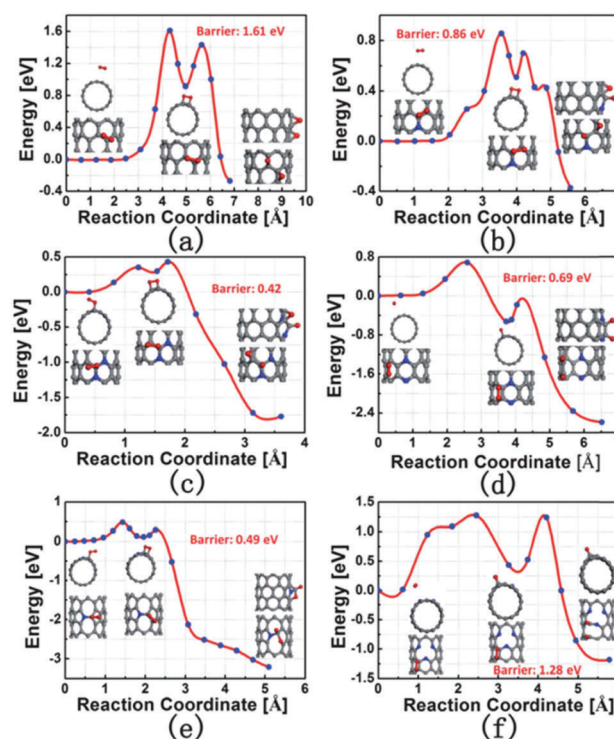 Barrier: 1.61 eV
Energy [eV]
1.6
1.2
0.8
0.4
0.0
-0.4
0 1 2 3 4 5 6 7 8 9 10
Reaction Coordinate [Å]
(a)
Barrier: 0.86 eV
Energy [eV]
0.8
0.4
0.0
-0.4
0 1 2 3 4 5 6
Reaction Coordinate [Å]
(b)
Barrier: 0.42
Energy [eV]
0.5
0.0
-0.5
-1.0
-1.5
-2.0
0 1 2 3 4
Reaction Coordinate [Å]
(c)
Barrier: 0.69 eV
Energy [eV]
0.8
0.0
-0.8
-1.6
-2.4
0 1 2 3 4 5 6
Reaction Coordinate [Å]
(d)
Barrier: 0.49 eV
Energy [eV]
1
0
-1
-2
-3
0 1 2 3 4 5 6
Reaction Coordinate [Å]
(e)
Energy [eV]
1.5
1.0
0.5
0.0
-0.5
-1.0
-1.5
Barrier: 1.28 eV
0 2 4
Reaction Coordinate [Å]
(f)